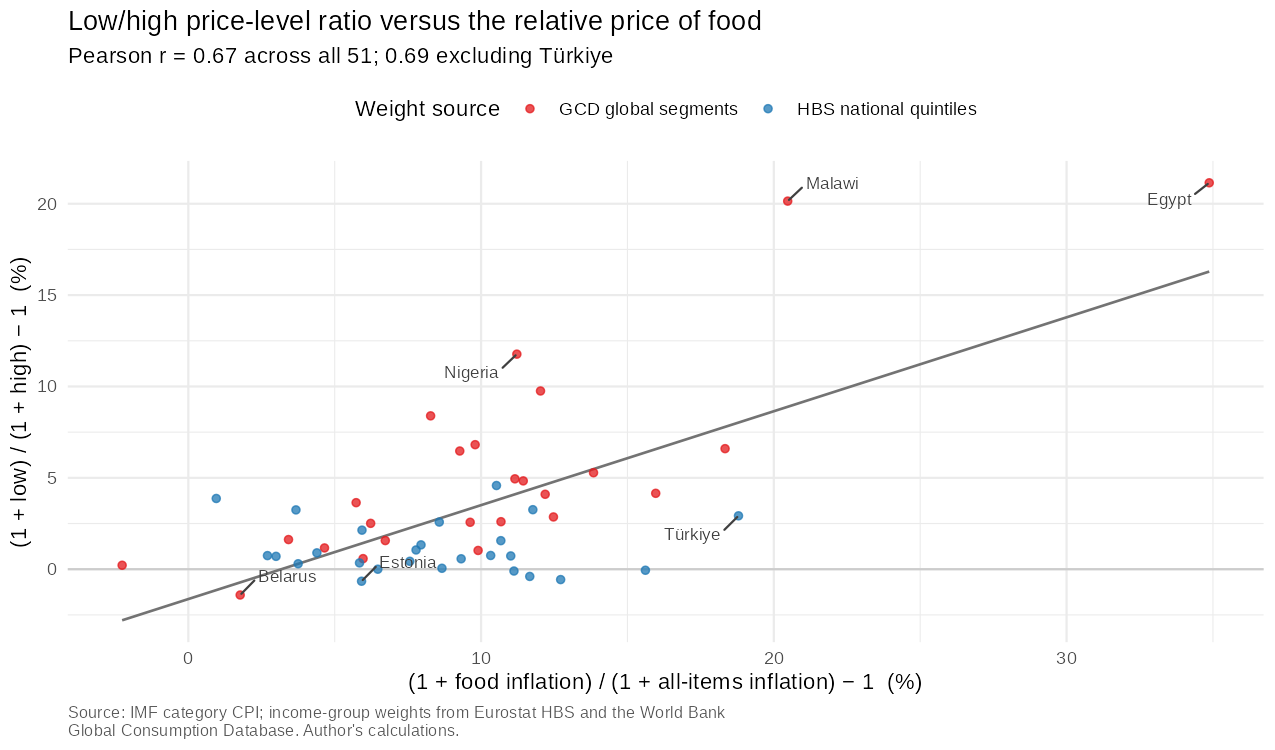 Low/high price-level ratio versus the relative price of food
Pearson r = 0.67 across all 51; 0.69 excluding Türkiye
Weight source
GCD global segments
HBS national quintiles
(1 + low) / (1 + high) − 1 (%)
20
15
10
5
0
Malawi
Egypt
Nigeria
Türkiye
Estonia
Belarus
0
10
20
30
(1 + food inflation) / (1 + all-items inflation) − 1 (%)
Source: IMF category CPI; income-group weights from Eurostat HBS and the World Bank
Global Consumption Database. Author's calculations.